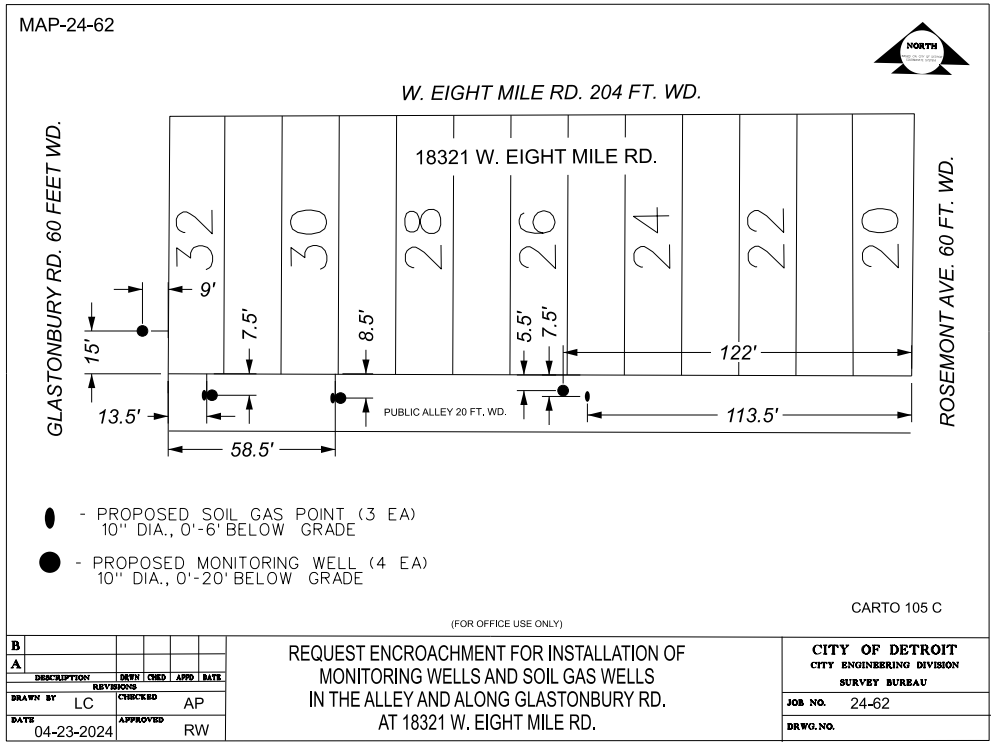 MAP-24-62
NORTH
W. EIGHT MILE RD. 204 FT. WD.
18321 W. EIGHT MILE RD.
GLASTONBURY RD. 60 FEET WD.
ROSEMONT AVE. 60 FT. WD.
32
30
28
26
24
22
20
9'
15'
7.5'
8.5'
5.5'
7.5'
122'
13.5'
PUBLIC ALLEY 20 FT, WD.
113.5'
58.5'
- PROPOSED SOIL GAS POINT (3 EA)
10" DIA., 0'-6' BELOW GRADE
- PROPOSED MONITORING WELL (4 EA)
10" DIA., 0'-20' BELOW GRADE
CARTO 105 C
(FOR OFFICE USE ONLY)
B
A
DESCRIPTION DRWN CHKD APPD DATE
REVISIONS
DRAWN BY LC
CHECKED AP
DATE 04-23-2024
APPROVED RW
REQUEST ENCROACHMENT FOR INSTALLATION OF
MONITORING WELLS AND SOIL GAS WELLS
IN THE ALLEY AND ALONG GLASTONBURY RD.
AT 18321 W. EIGHT MILE RD.
CITY OF DETROIT
CITY ENGINEERING DIVISION
SURVEY BUREAU
JOB NO. 24-62
DRWG. NO.